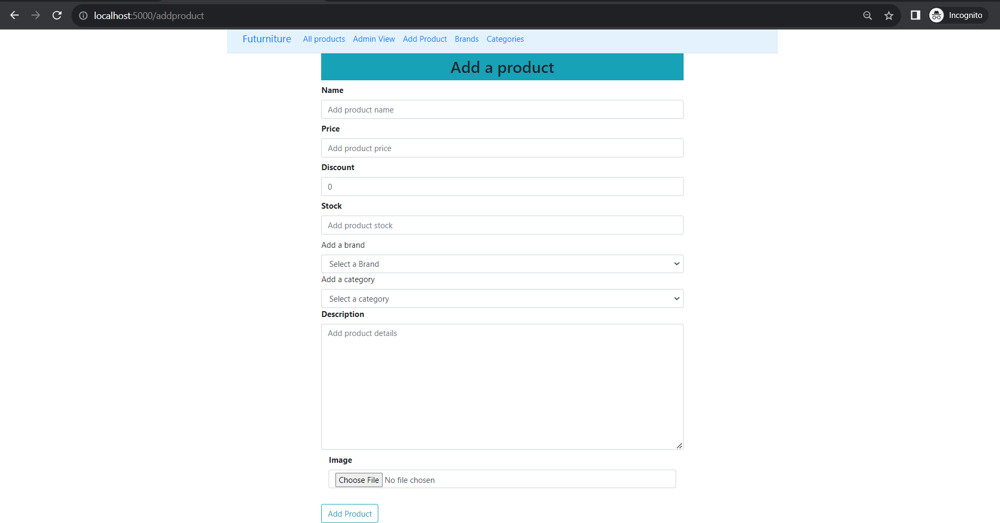 localhost:5000/addproduct Incognito
Futurniture All products Admin View Add Product Brands Categories
Add a product
Name
Add product name
Price
Add product price
Discount
0
Stock
Add product stock
Add a brand
Select a Brand
Add a category
Select a category
Description
Add product details
Image
Choose File No file chosen
Add Product